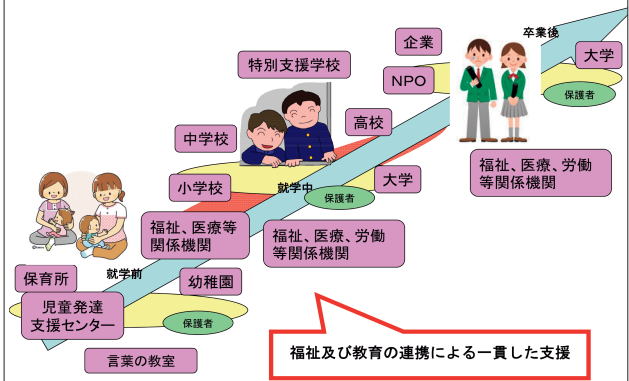 卒業後
企業
大学
特別支援学校
NPO
保護者
高校
中学校
福祉、医療、労働
等関係機関
小学校
就学中
大学
保護者
福祉、医療等
関係機関
福祉、医療、労働
等関係機関
保育所
就学前
幼稚園
児童発達
支援センター
保護者
言葉の教室
福祉及び教育の連携による一貫した支援